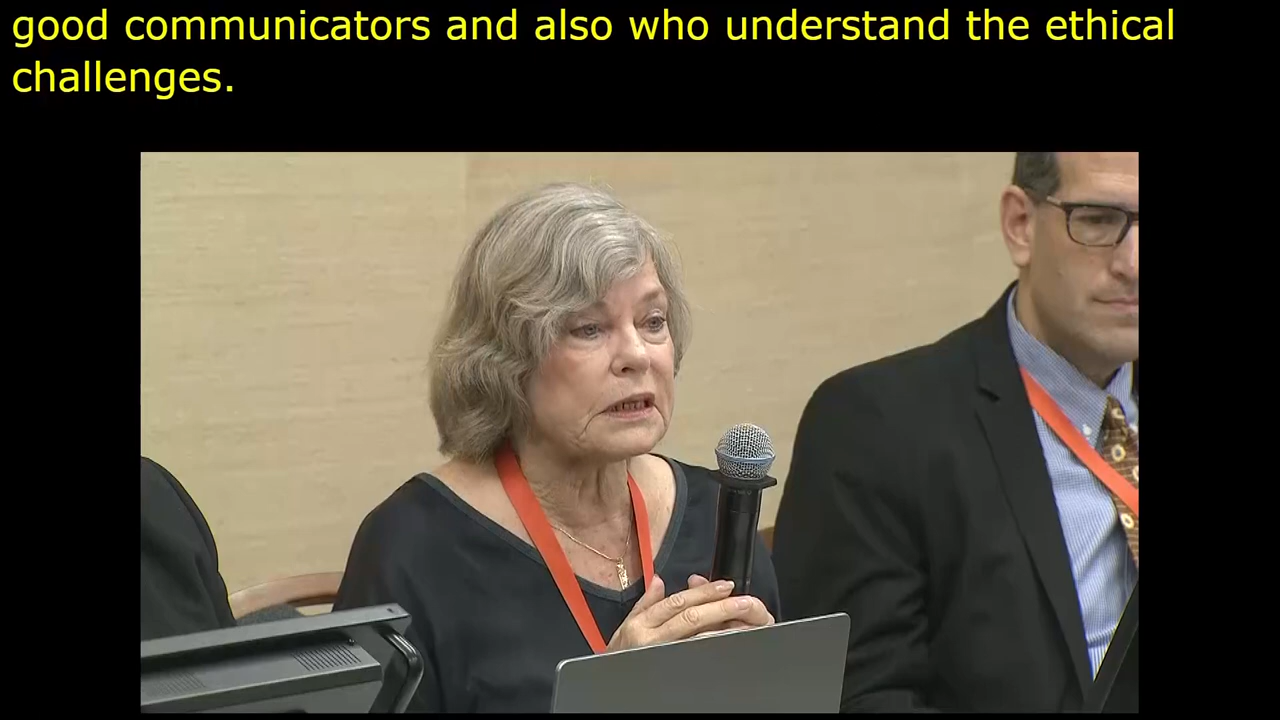 good communicators and also who understand the ethical
challenges.